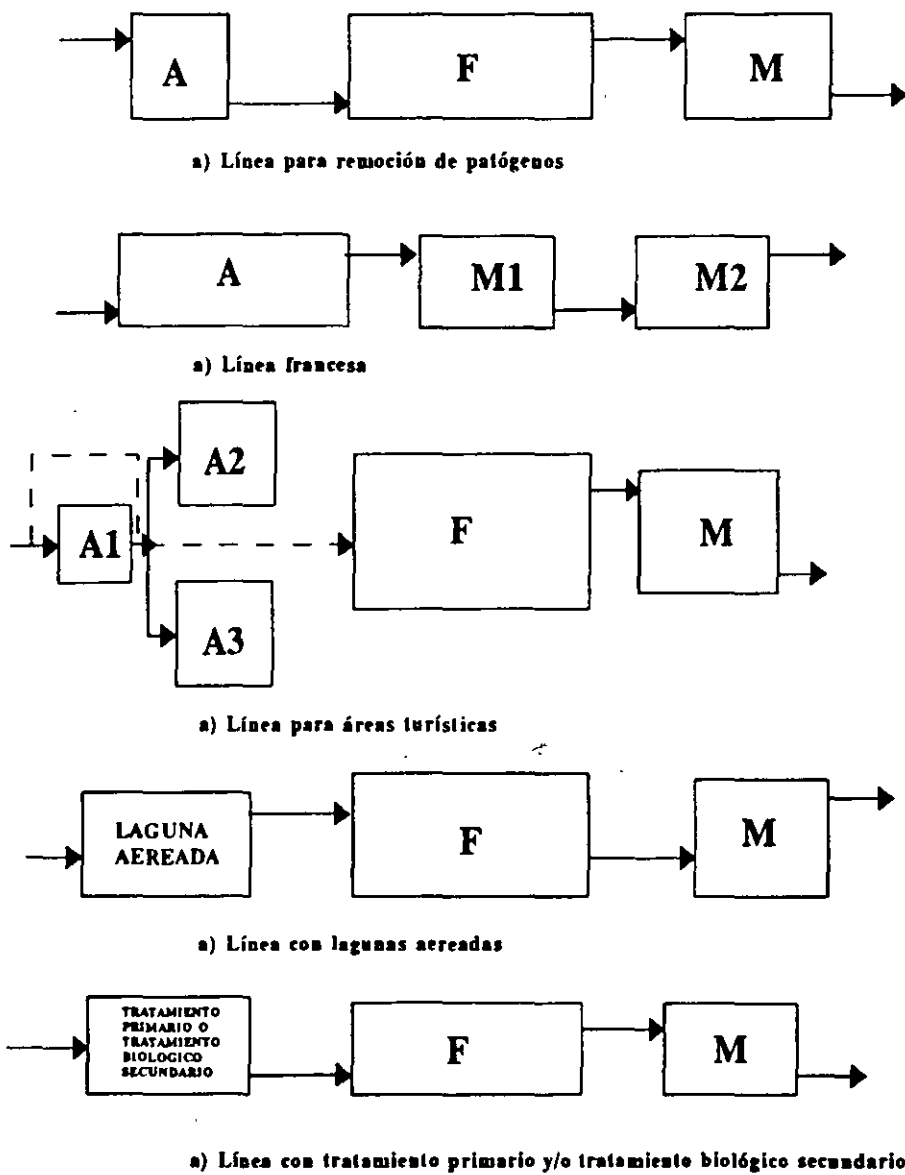 A
F
M
a) Línea para remoción de patógenos
A
M1
M2
a) Línea francesa
A1
A2
A3
F
M
a) Línea para áreas turísticas
LAGUNA
AEREADA
F
M
a) Línea con lagunas aereadas
TRATAMIENTO
PRIMARIO O
TRATAMIENTO
BIOLOGICO
SECUNDARIO
F
M
a) Línea con tratamiento primario y/o tratamiento biológico secundario